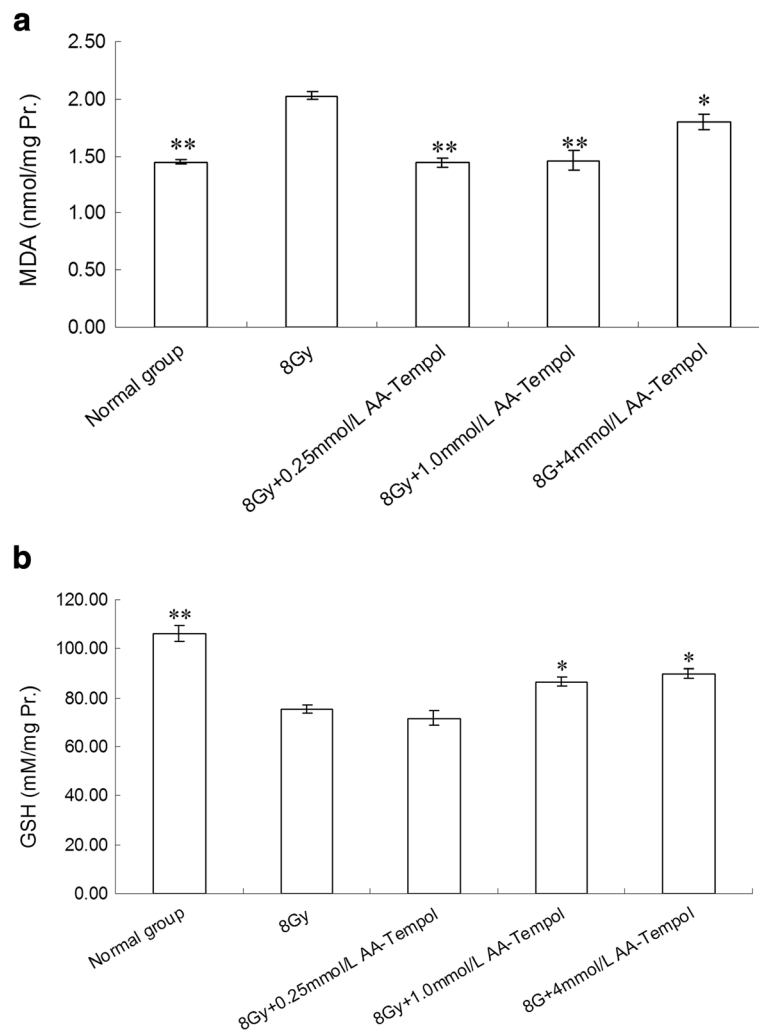 a
MDA (nmol/mg Pr.)
2.50
2.00
1.50
1.00
0.50
0.00
**
**
**
*
Normal group
8Gy
8Gy+0.25mmol/L AA-Tempol
8Gy+1.0mmol/L AA-Tempol
8G+4mmol/L AA-Tempol
b
GSH (mM/mg Pr.)
120.00
100.00
80.00
60.00
40.00
20.00
0.00
**
*
*
Normal group
8Gy
8Gy+0.25mmol/L AA-Tempol
8Gy+1.0mmol/L AA-Tempol
8G+4mmol/L AA-Tempol